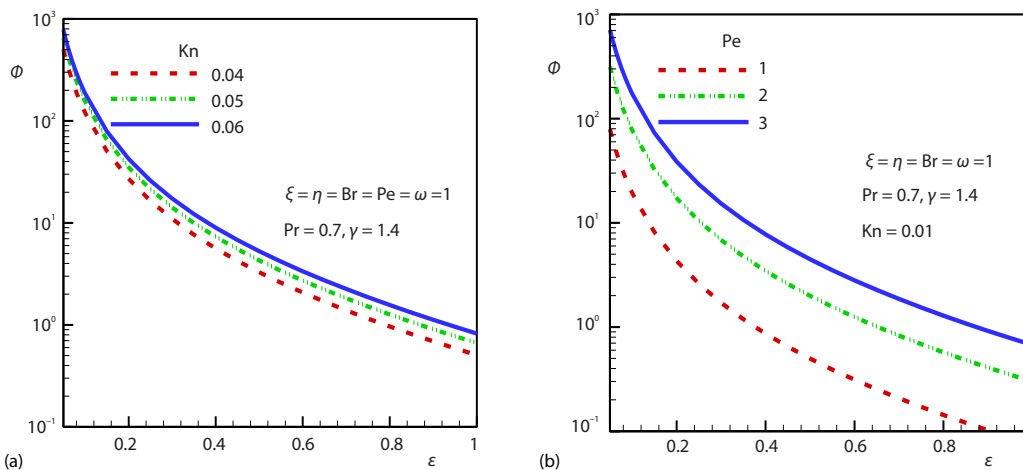 10³
Φ
10²
10¹
10⁰
10⁻¹
Kn
0.04
0.05
0.06
ξ = η = Br = Pe = ω = 1
Pr = 0.7, γ = 1.4
0.2 0.4 0.6 0.8 1
ε
(a)
10³
Φ
10²
10¹
10⁰
10⁻¹
Pe
1
2
3
ξ = η = Br = ω = 1
Pr = 0.7, γ = 1.4
Kn = 0.01
0.2 0.4 0.6 0.8
ε
(b)